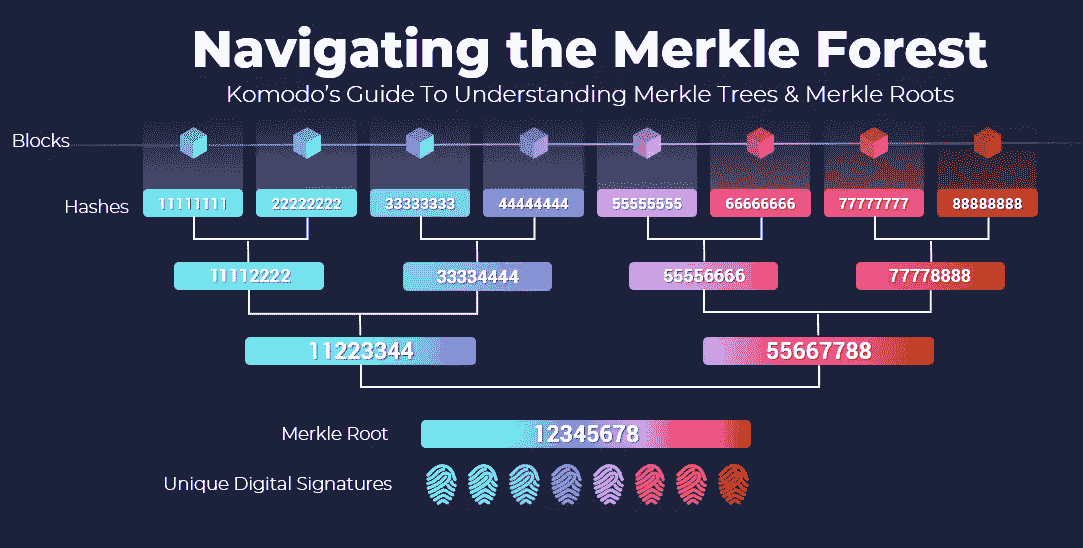 Navigating the Merkle Forest
Komodo's Guide To Understanding Merkle Trees & Merkle Roots
Blocks
Hashes
11111111 22222222 33333333 44444444 55555555 66666666 77777777 88888888
11112222 33334444 55556666 77778888
11223344 55667788
Merkle Root 12345678
Unique Digital Signatures